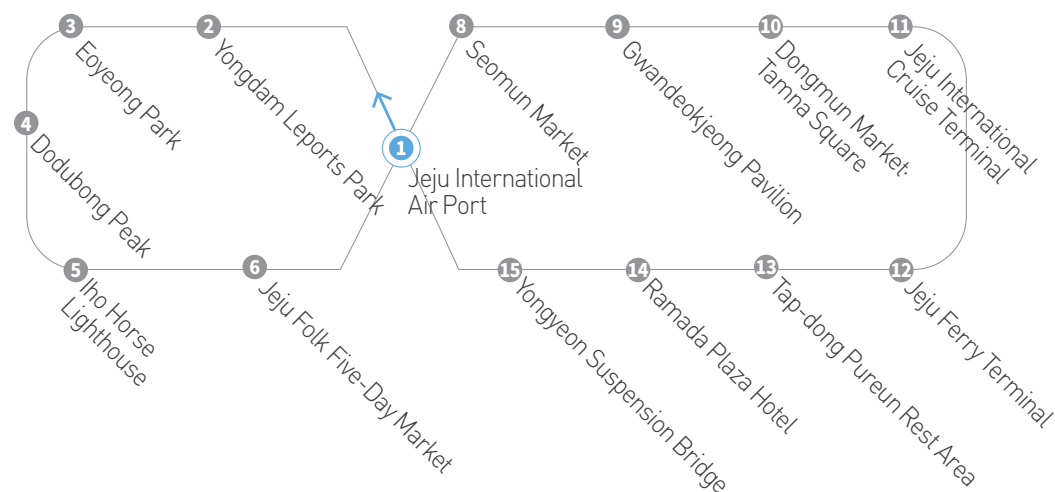 1
Jeju International
Air Port
2
Yongdam Leports Park
3
Eoyeong Park
4
Dodubong Peak
5
Iho Horse
Lighthouse
6
Jeju Folk Five-Day Market
8
Seomun Market
9
Gwandeokjeong Pavilion
10
Dongmun Market·
Tamna Square
11
Jeju International
Cruise Terminal
12
Jeju Ferry Terminal
13
Tap-dong Pureun Rest Area
14
Ramada Plaza Hotel
15
Yongyeon Suspension Bridge